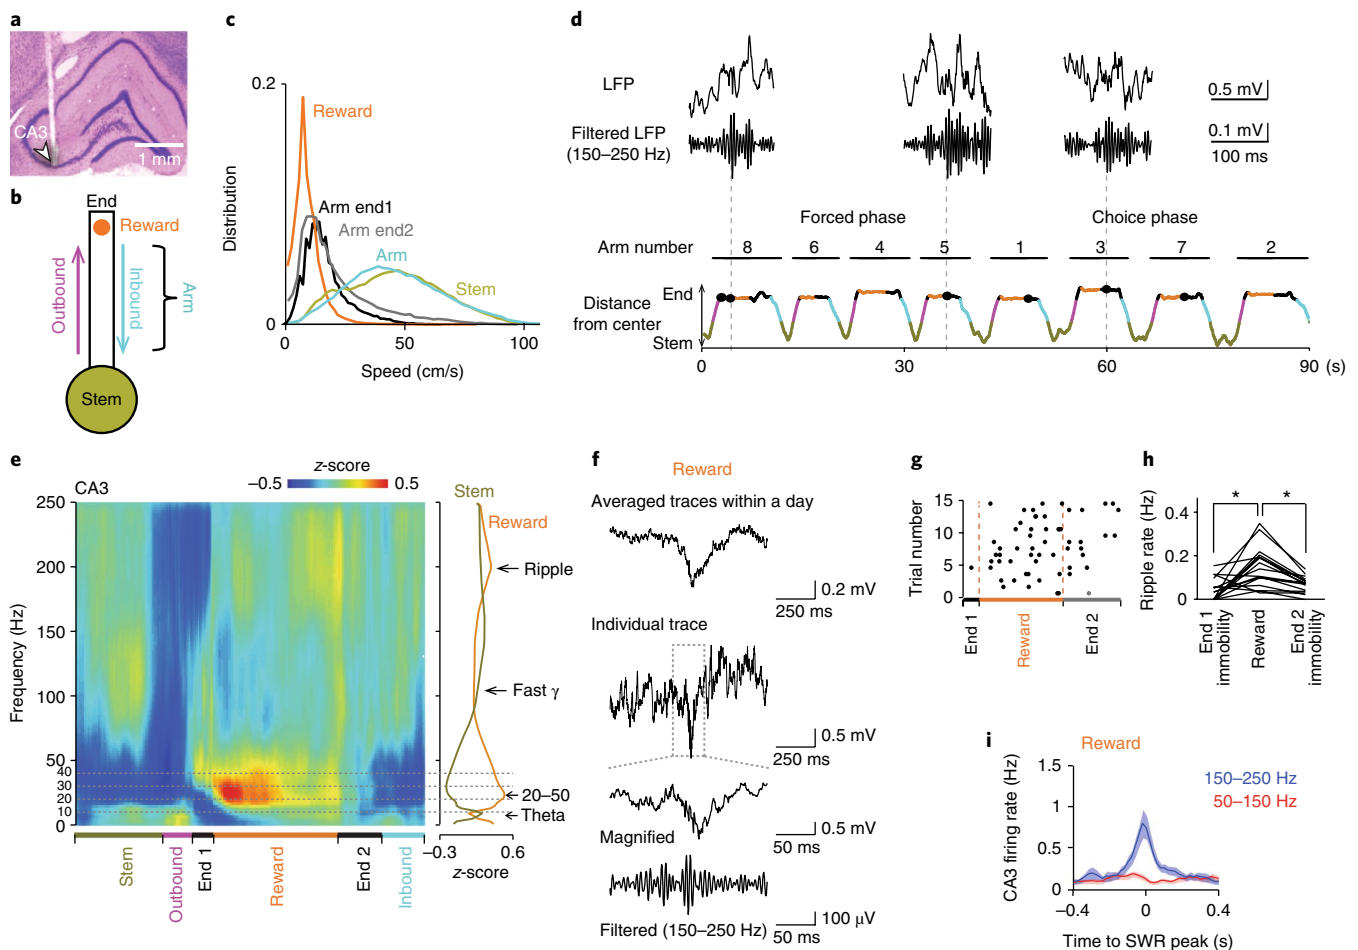 a
CA3
1 mm
b
End
Reward
Outbound
Inbound
Arm
Stem
c
0.2
Distribution
0
Reward
Arm end1
Arm end2
Arm
Stem
0
50
100
Speed (cm/s)
d
LFP
0.5 mV
Filtered LFP
(150–250 Hz)
0.1 mV
100 ms
Forced phase
Choice phase
Arm number
8
6
4
5
1
3
7
2
Distance
from center
End
Stem
0
30
60
90
(s)
e
CA3
z-score
–0.5
0.5
Frequency (Hz)
250
200
150
100
50
40
30
20
10
0
Stem
Outbound
End 1
Reward
End 2
Inbound
Stem
Reward
Ripple
Fast γ
20–50
Theta
–0.3
0.6
z-score
f
Reward
Averaged traces within a day
0.2 mV
250 ms
Individual trace
0.5 mV
250 ms
0.5 mV
50 ms
Magnified
Filtered (150–250 Hz)
100 μV
50 ms
g
Trial number
15
10
5
0
End 1
Reward
End 2
h
Ripple rate (Hz)
0.4
0.2
0
*
*
End 1
immobility
Reward
End 2
immobility
i
Reward
CA3 firing rate (Hz)
1.5
1
0.5
0
150–250 Hz
50–150 Hz
–0.4
0
0.4
Time to SWR peak (s)